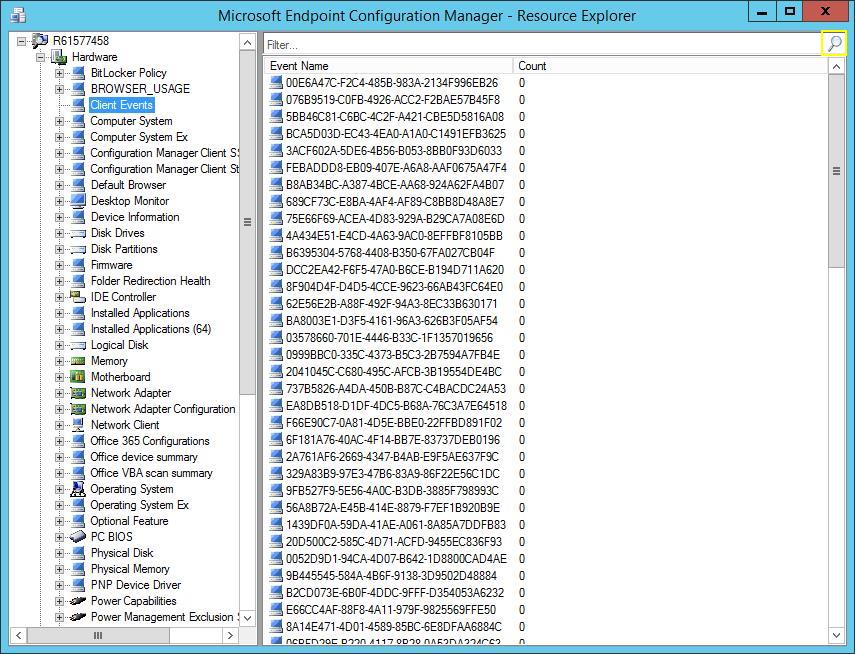 Microsoft Endpoint Configuration Manager - Resource Explorer
R61577458
Hardware
BitLocker Policy
BROWSER_USAGE
Client Events
Computer System
Computer System Ex
Configuration Manager Client S
Configuration Manager Client St
Default Browser
Desktop Monitor
Device Information
Disk Drives
Disk Partitions
Firmware
Folder Redirection Health
IDE Controller
Installed Applications
Installed Applications (64)
Logical Disk
Memory
Motherboard
Network Adapter
Network Adapter Configuration
Network Client
Office 365 Configurations
Office device summary
Office VBA scan summary
Operating System
Operating System Ex
Optional Feature
PC BIOS
Physical Disk
Physical Memory
PNP Device Driver
Power Capabilities
Power Management Exclusion
Filter...
Event Name Count
00E6A47C-F2C4-485B-983A-2134F996EB26 0
076B9519-C0FB-4926-ACC2-F2BAE57B45F8 0
5BB46C81-C6BC-4C2F-A421-CBE5D5816A08 0
BCA5D03D-EC43-4EA0-A1A0-C1491EFB3625 0
3ACF602A-5DE6-4B56-B053-8BB0F93D6033 0
FEBADDD8-EB09-407E-A6A8-AAF0675A47F4 0
B8AB34BC-A387-4BCE-AA68-924A62FA4B07 0
689CF73C-E8BA-4AF4-AF89-C8BB8D48A8E7 0
75E66F69-ACEA-4D83-929A-B29CA7A08E6D 0
4A434E51-E4CD-4A63-9AC0-8EFFBF8105BB 0
B6395304-5768-4408-B350-67FA027CB04F 0
DCC2EA42-F6F5-47A0-B6CE-B194D711A620 0
8F904D4F-D4D5-4CCE-9623-66AB43FC64E0 0
62E56E2B-A88F-492F-94A3-8EC33B630171 0
BA8003E1-D3F5-4161-96A3-626B3F05AF54 0
03578660-701E-4446-B33C-1F1357019656 0
0999BBC0-335C-4373-B5C3-2B7594A7FB4E 0
2041045C-C680-495C-AFCB-3B19554DE4BC 0
737B5826-A4DA-450B-B87C-C4BACDC24A53 0
EA8DB518-D1DF-4DC5-B68A-76C3A7E64518 0
F66E90C7-0A81-4D5E-BBE0-22FFBD891F02 0
6F181A76-40AC-4F14-BB7E-83737DEB0196 0
2A761AF6-2669-4347-B4AB-E9F5AE637F9C 0
329A83B9-97E3-47B6-83A9-86F22E56C1DC 0
9FB527F9-5E56-4A0C-B3DB-3885F798993C 0
56A8B72A-E45B-414E-8879-F7EF1B920B9E 0
1439DF0A-59DA-41AE-A061-8A85A7DDFB83 0
20D500C2-585C-4D71-ACFD-9455EC836F93 0
0052D9D1-94CA-4D07-B642-1D8800CAD4AE 0
9B445545-584A-4B6F-9138-3D9502D48884 0
B2CD073E-6B0F-4DDC-9FFF-D354053A6232 0
E66CC4AF-88F8-4A11-979F-9825569FFE50 0
8A14E471-4D01-4589-85BC-6E8DFAA6884C 0